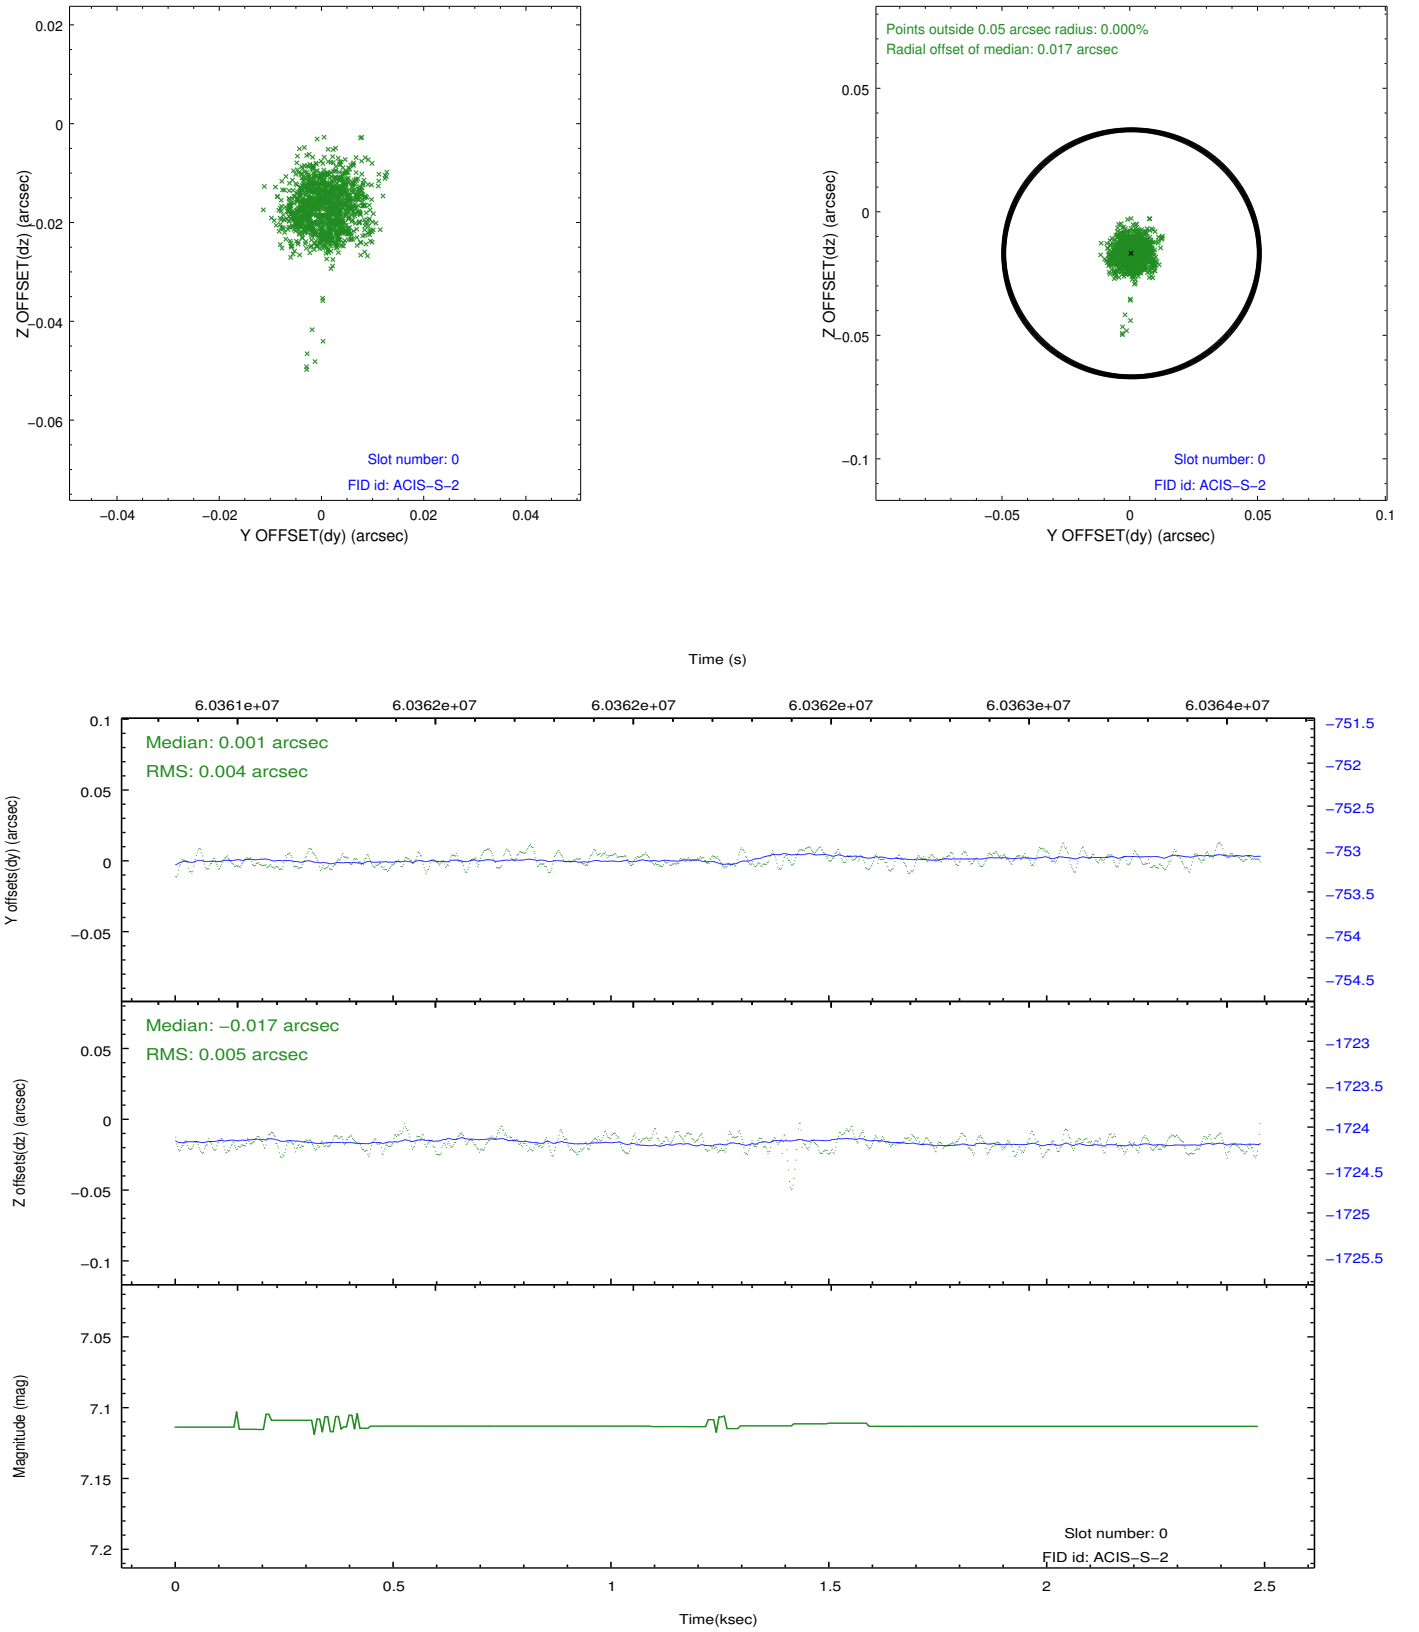 0.02
0
−0.02
−0.04
−0.06
Z OFFSET(dz) (arcsec)
Slot number: 0
FID id: ACIS−S−2
−0.04
−0.02
0
0.02
0.04
Y OFFSET(dy) (arcsec)
Points outside 0.05 arcsec radius: 0.000%
Radial offset of median: 0.017 arcsec
0.05
0
−0.05
−0.1
Z OFFSET(dz) (arcsec)
Slot number: 0
FID id: ACIS−S−2
−0.05
0
0.05
0.1
Y OFFSET(dy) (arcsec)
Time (s)
6.0361e+07
6.0362e+07
6.0362e+07
6.0362e+07
6.0363e+07
6.0364e+07
Median: 0.001 arcsec
RMS: 0.004 arcsec
0.1
0.05
0
−0.05
Y offsets(dy) (arcsec)
−751.5
−752
−752.5
−753
−753.5
−754
−754.5
Median: −0.017 arcsec
RMS: 0.005 arcsec
0.05
0
−0.05
−0.1
Z offsets(dz) (arcsec)
−1723
−1723.5
−1724
−1724.5
−1725
−1725.5
7.05
7.1
7.15
7.2
Magnitude (mag)
Slot number: 0
FID id: ACIS−S−2
0
0.5
1
1.5
2
2.5
Time(ksec)